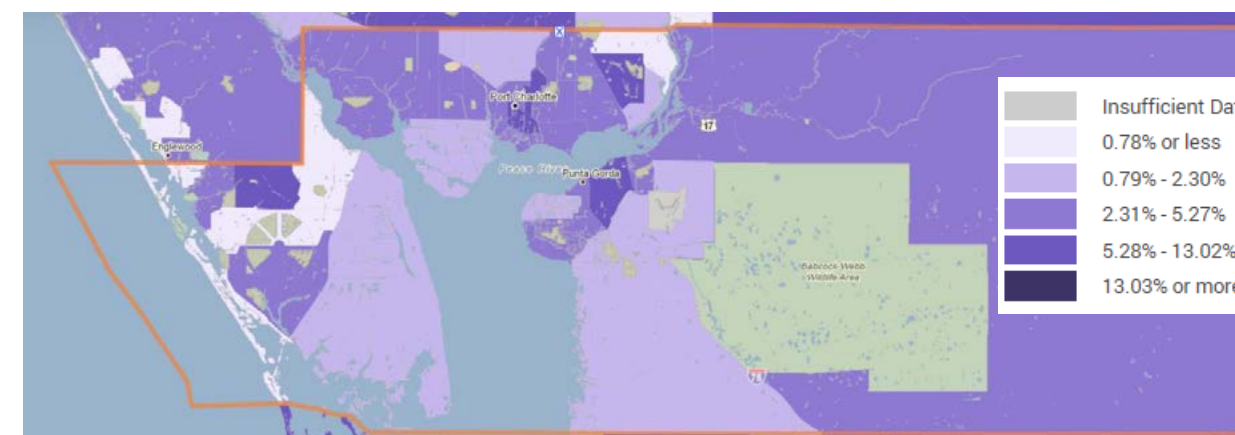 Port Charlotte
17
Insufficient Dat
0.78% or less
Englewood
Peace River
Punta Gorda
0.79% - 2.30%
2.31% - 5.27%
5.28% - 13.02%
13.03% or more
Babcock Webb
Wildlife Area
75